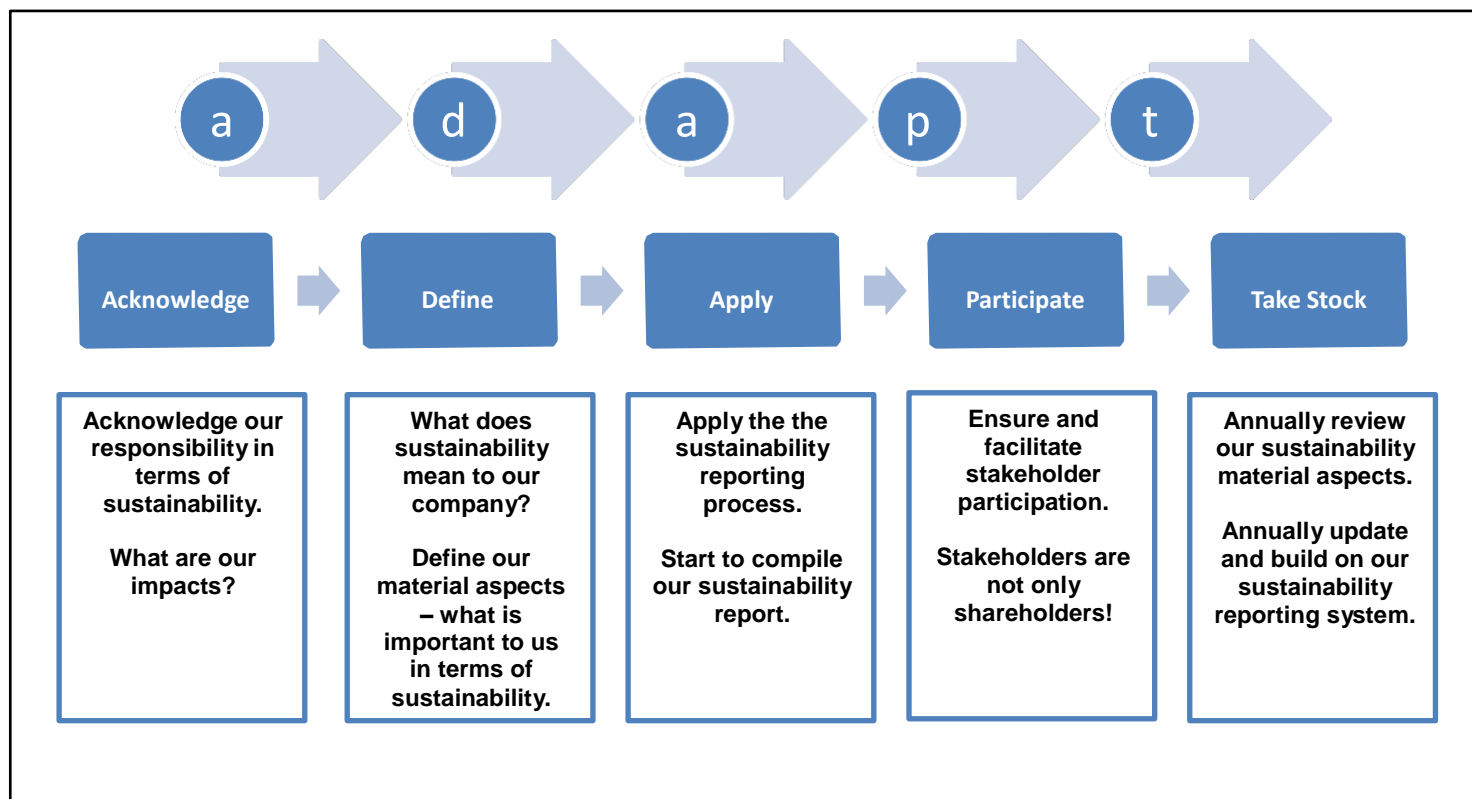 a
d
a
p
t
Acknowledge
Define
Apply
Participate
Take Stock
Acknowledge our
responsibility in
terms of
sustainability.
What are our
impacts?
What does
sustainability
mean to our
company?
Define our
material aspects
– what is
important to us
in terms of
sustainability.
Apply the the
sustainability
reporting
process.
Start to compile
our sustainability
report.
Ensure and
facilitate
stakeholder
participation.
Stakeholders are
not only
shareholders!
Annually review
our sustainability
material aspects.
Annually update
and build on our
sustainability
reporting system.